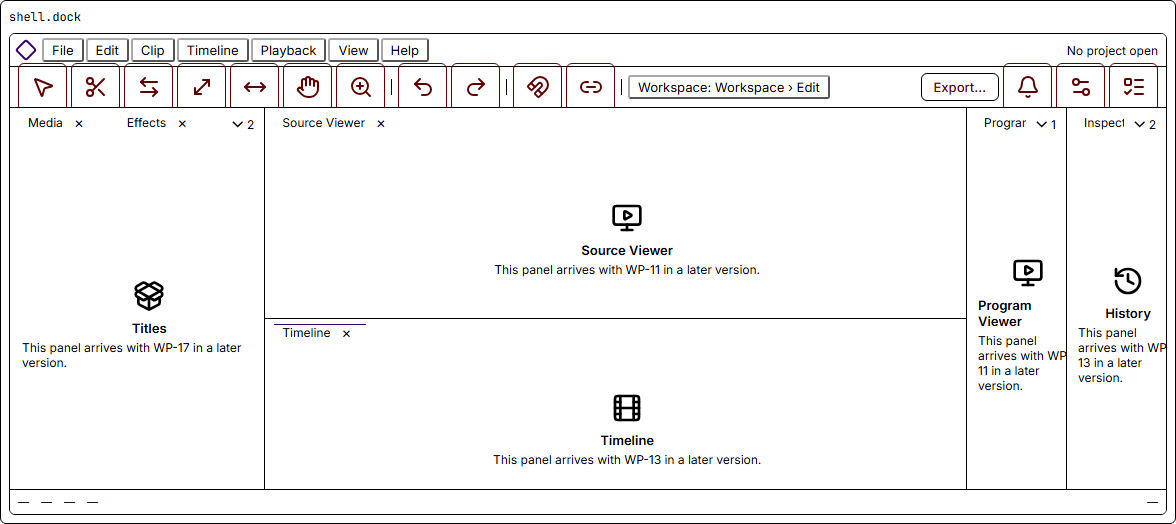 shell.dock
File Edit Clip Timeline Playback View Help No project open
Workspace: Workspace › Edit Export...
Media × Effects × 2 Source Viewer × Prograr 1 Inspect 2
Source Viewer
This panel arrives with WP-11 in a later version.
Titles
This panel arrives with WP-17 in a later
version.
Program
Viewer
This panel
arrives with WP
11 in a later
version.
History
This panel
arrives with WP
13 in a later
version.
Timeline ×
Timeline
This panel arrives with WP-13 in a later version.
— — — — —